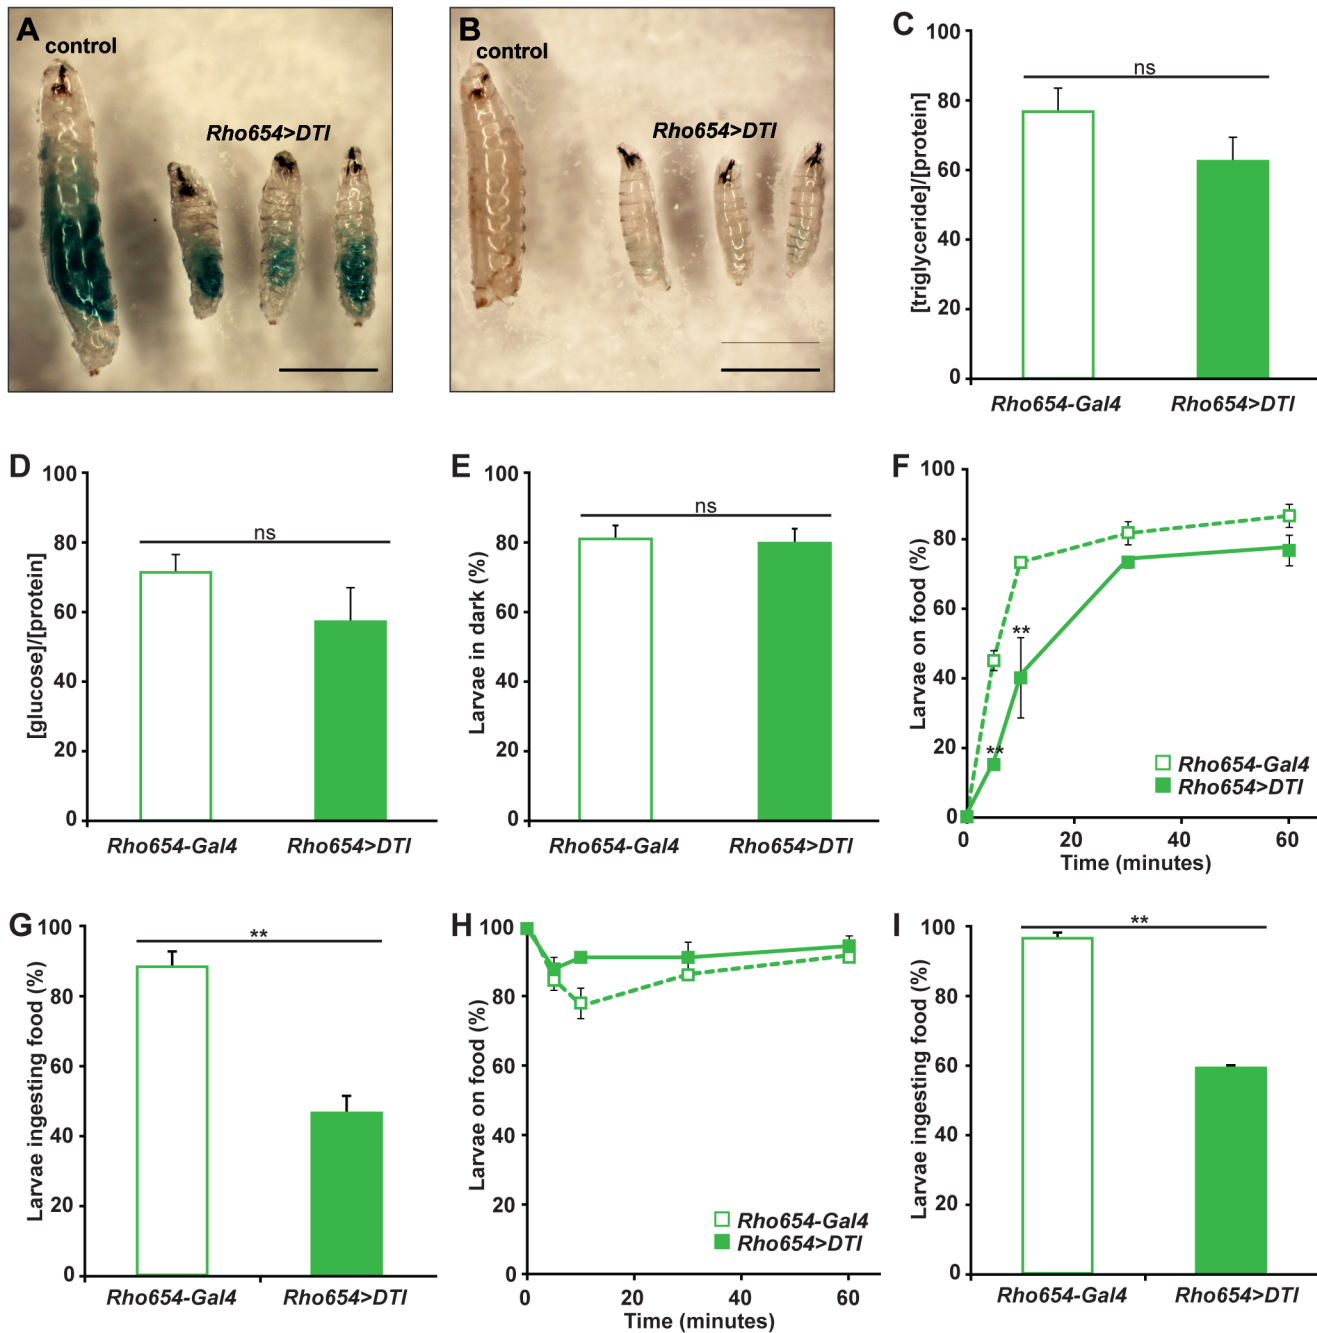 A
control
Rho654>DTI
B
control
Rho654>DTI
C
100
80
60
40
20
0
[triglyceride]/[protein]
ns
Rho654-Gal4
Rho654>DTI
D
100
80
60
40
20
0
[glucose]/[protein]
ns
Rho654-Gal4
Rho654>DTI
E
100
80
60
40
20
0
Larvae in dark (%)
ns
Rho654-Gal4
Rho654>DTI
F
100
80
60
40
20
0
Larvae on food (%)
**
**
Rho654-Gal4
Rho654>DTI
0
20
40
60
Time (minutes)
G
100
80
60
40
20
0
Larvae ingesting food (%)
**
Rho654-Gal4
Rho654>DTI
H
100
80
60
40
20
0
Larvae on food (%)
Rho654-Gal4
Rho654>DTI
0
20
40
60
Time (minutes)
I
100
80
60
40
20
0
Larvae ingesting food (%)
**
Rho654-Gal4
Rho654>DTI